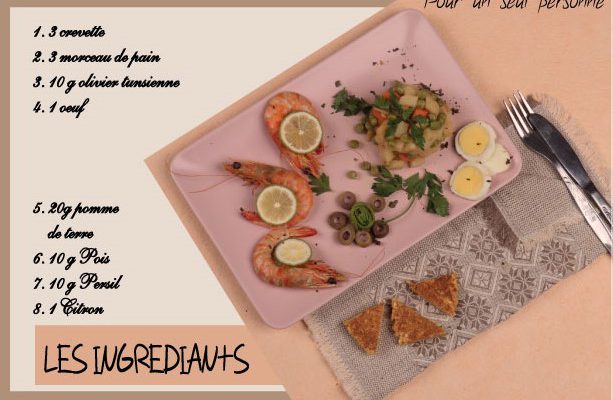 Pour un seul personne
1. 3 crevette
2. 3 morceau de pain
3. 10 g olivier tunsienne
4. 1 oeuf
5. 20g pomme
de terre
6. 10 g Pois
7. 10 g Persil
8. 1 Citron
LES INGREDIANTS